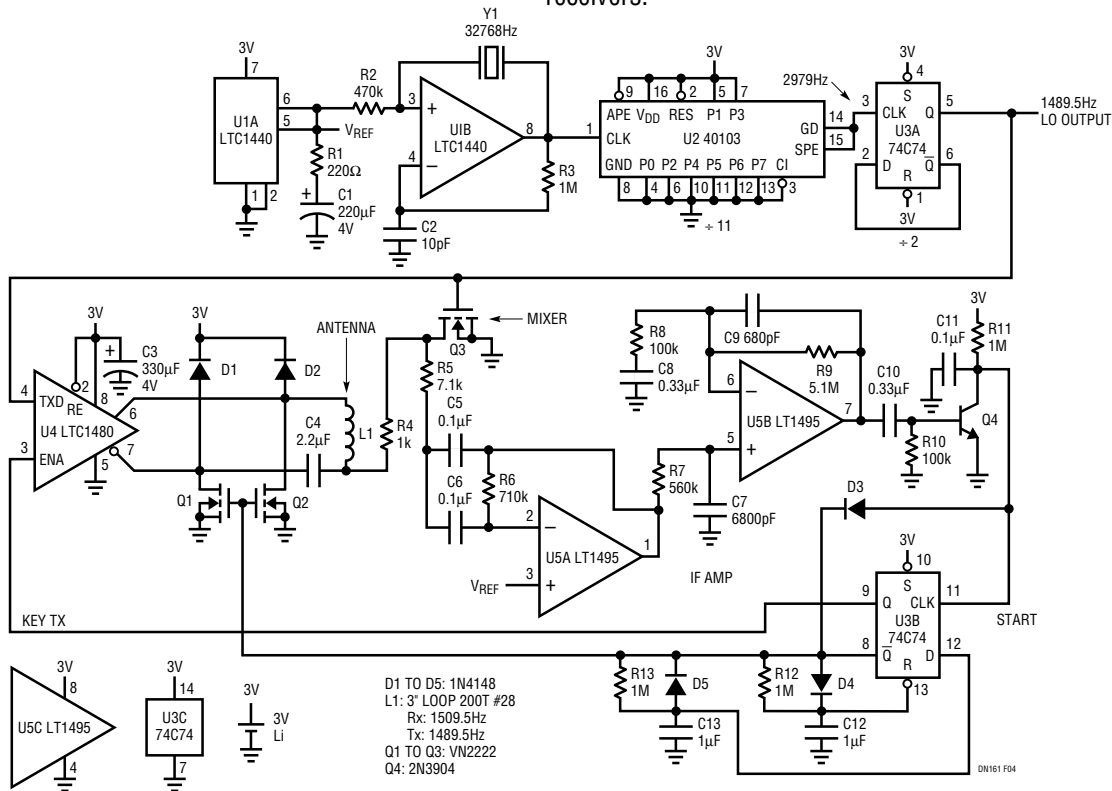 receivers.
Y1
32768Hz
3V
7
U1A
LTC1440
6
5
1
2
R2
470k
VREF
R1
220Ω
+
C1
220µF
4V
3
+
4
–
UIB
LTC1440
8
R3
1M
C2
10pF
3V
9
16
2
5
7
APE VDD RES P1 P3
1
CLK
U2 40103
GD
SPE
14
15
GND P0 P2 P4 P5 P6 P7 CI
8
4
6
10
11
12
13
3
÷ 11
2979Hz
3V
4
S
3
CLK
Q
5
U3A
74C74
2
D
Q
6
R
1
3V
÷ 2
1489.5Hz
LO OUTPUT
3V
+
C3
330µF
4V
2
RE
8
4
TXD
6
U4 LTC1480
7
3
ENA
5
3V
D1
D2
ANTENNA
C4
2.2µF
L1
R4
1k
Q1
Q2
Q3
MIXER
R5
7.1k
C5
0.1µF
C6
0.1µF
R6
710k
2
–
U5A LT1495
1
VREF
3
+
R7
560k
C7
6800pF
IF AMP
R8
100k
C8
0.33µF
C9 680pF
R9
5.1M
6
–
U5B LT1495
7
5
+
C10
0.33µF
R10
100k
C11
0.1µF
3V
R11
1M
Q4
D3
3V
10
S
9
Q
CLK
11
U3B
74C74
8
Q
D
12
R
13
START
KEY TX
R13
1M
D5
R12
1M
D4
C13
1µF
C12
1µF
3V
8
U5C LT1495
4
3V
14
U3C
74C74
7
3V
3V
Li
D1 TO D5: 1N4148
L1: 3" LOOP 200T #28
Rx: 1509.5Hz
Tx: 1489.5Hz
Q1 TO Q3: VN2222
Q4: 2N3904
DN161 F04